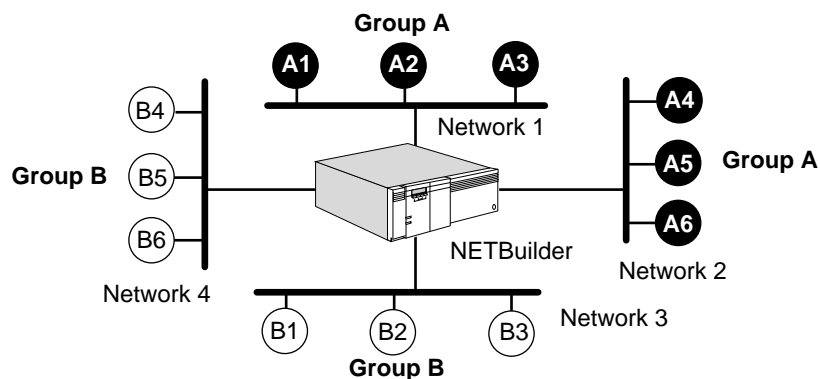 Group A
A1 A2 A3
Network 1
A4
A5
A6
Group A
Network 2
B4
B5
B6
Group B
Network 4
NETBuilder
B1 B2 B3
Network 3
Group B